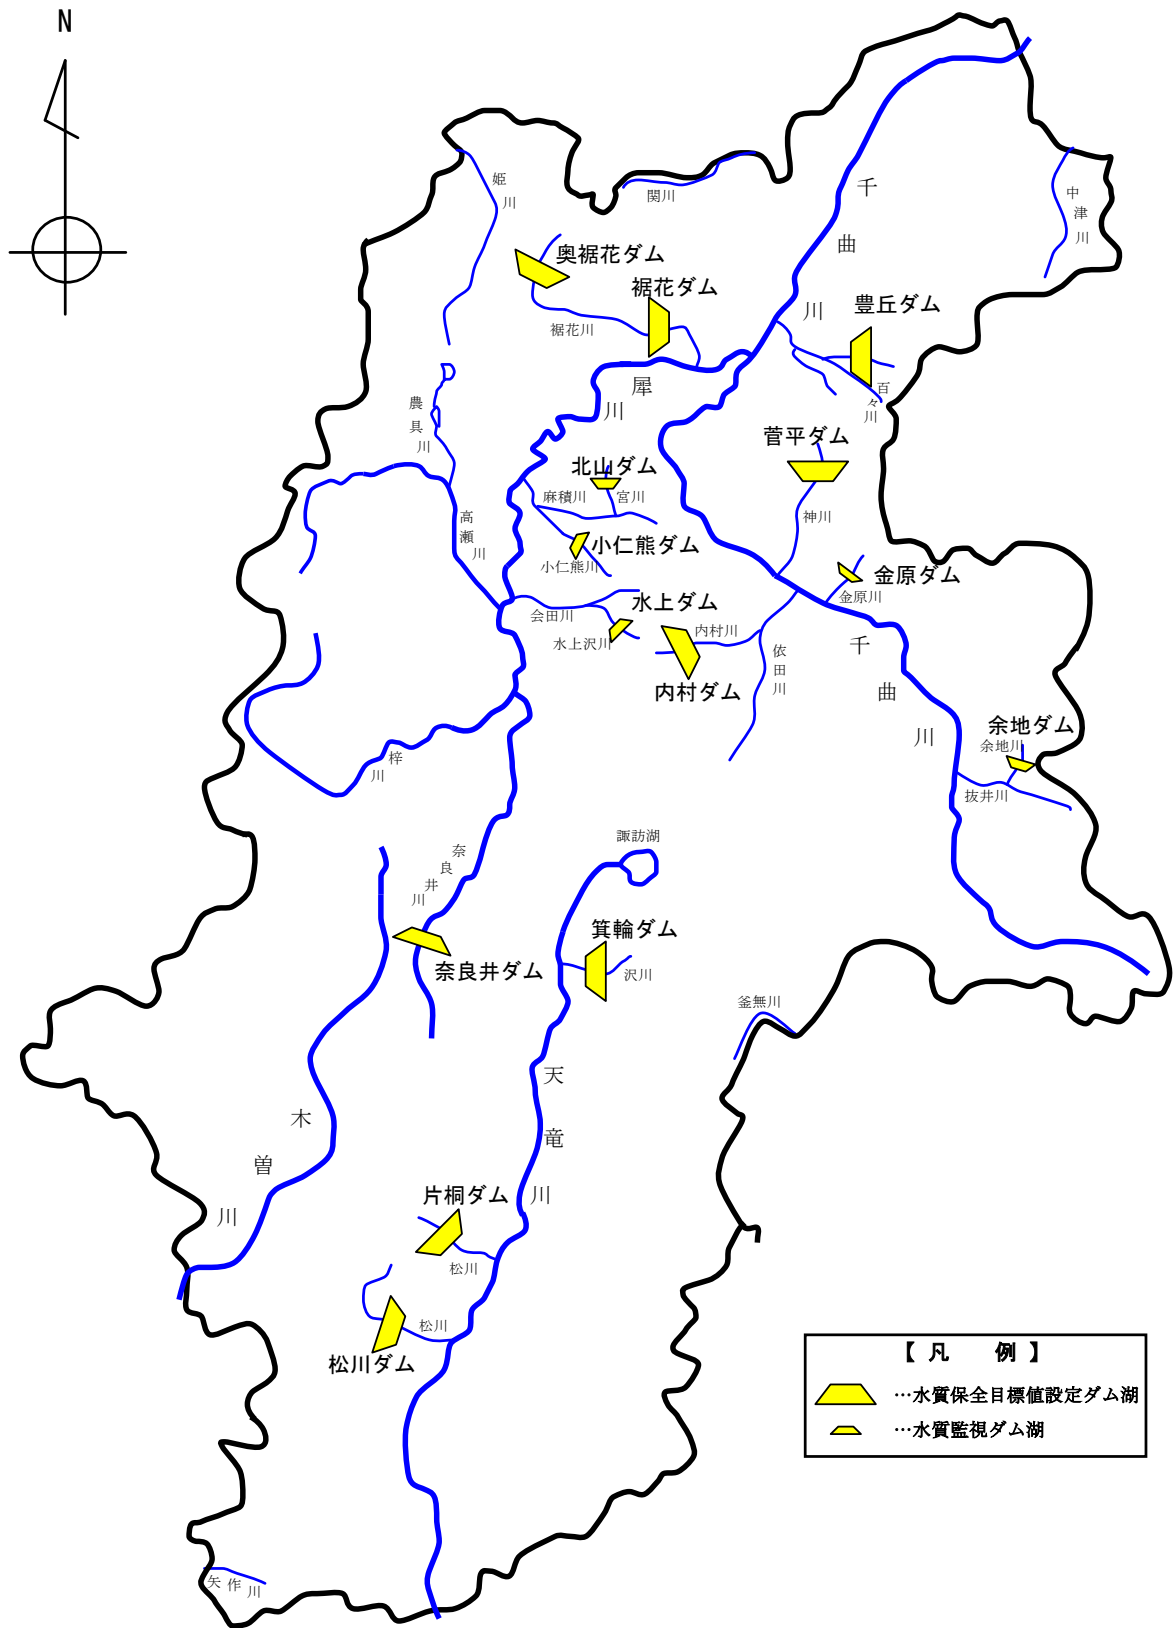 N
姫川
関川
千曲川
中津川
奥裾花ダム
裾花ダム
豊丘ダム
裾花川
犀川
百々川
農具川
菅平ダム
北山ダム
麻積川
宮川
神川
高瀬川
小仁熊ダム
小仁熊川
金原ダム
金原川
水上ダム
会田川
水上沢川
内村川
内村ダム
依田川
千曲川
余地ダム
余地川
抜井川
梓川
諏訪湖
奈良井川
箕輪ダム
奈良井ダム
沢川
釜無川
天竜川
木曽川
片桐ダム
松川
松川
松川ダム
矢作川
【 凡 例 】
…水質保全目標値設定ダム湖
…水質監視ダム湖